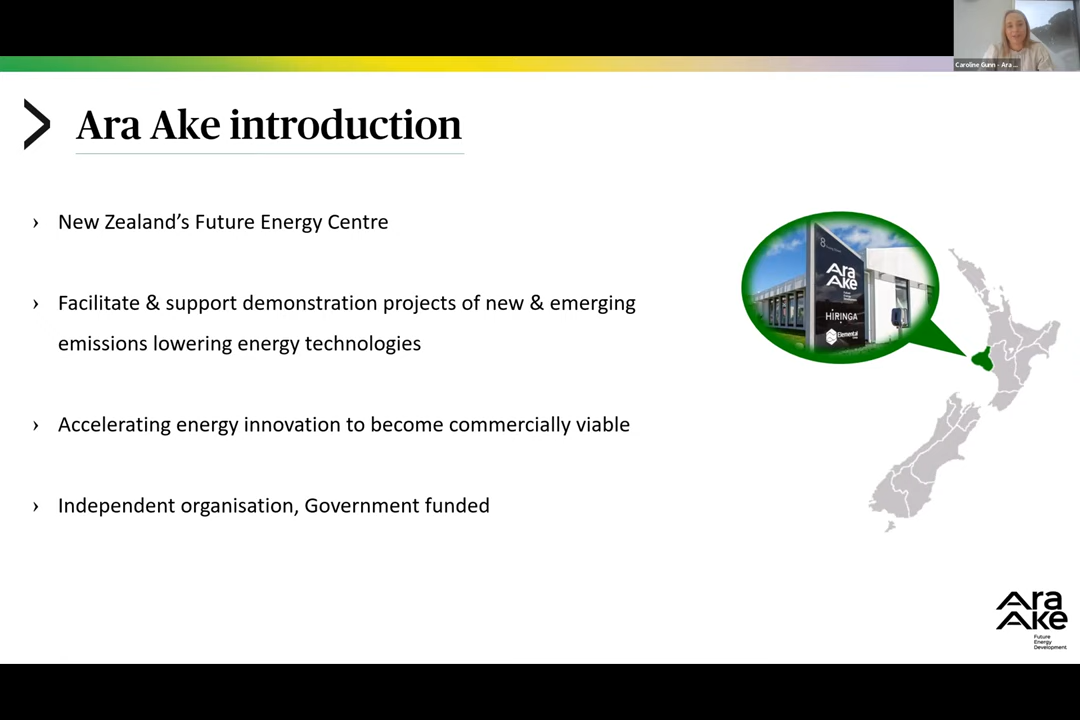 Caroline Gunn - Ara ...
Ara Ake introduction
› New Zealand’s Future Energy Centre
› Facilitate & support demonstration projects of new & emerging
emissions lowering energy technologies
› Accelerating energy innovation to become commercially viable
› Independent organisation, Government funded
8
Ara
Ake
HIRINGA
Elemental
Ara
Ake
Future
Energy
Development